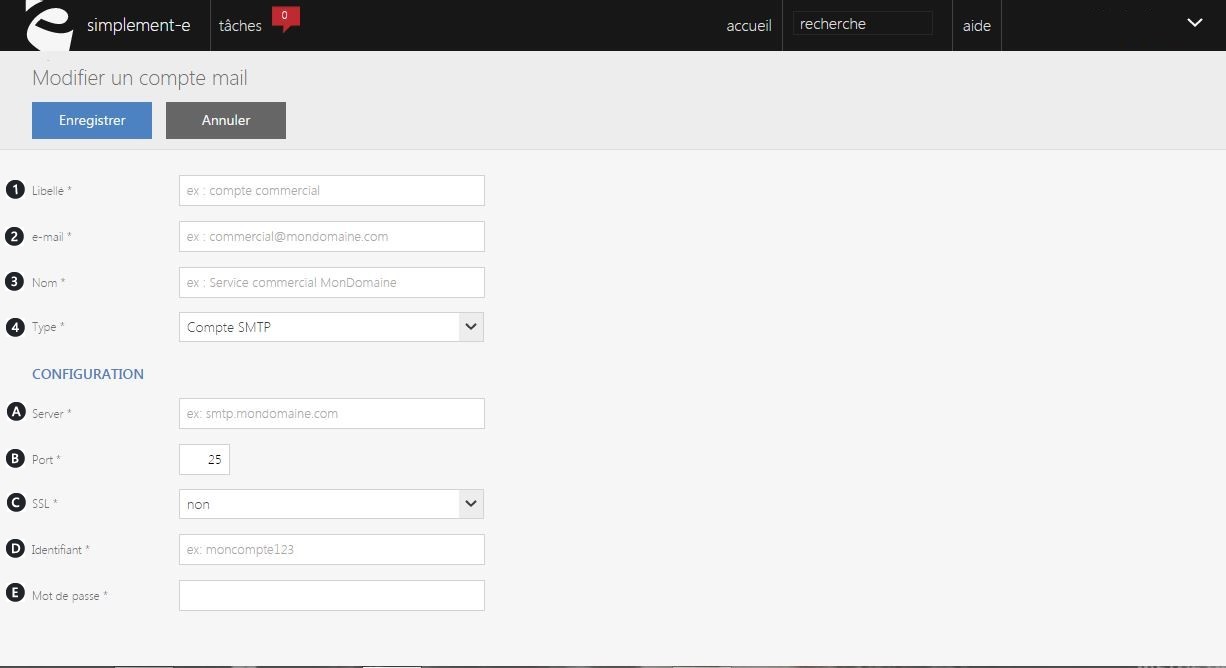 simplement-e tâches 0 accueil recherche aide
Modifier un compte mail
Enregistrer Annuler
1 Libellé * ex : compte commercial
2 e-mail * ex : commercial@mondomaine.com
3 Nom * ex : Service commercial MonDomaine
4 Type * Compte SMTP
CONFIGURATION
A Server * ex: smtp.mondomaine.com
B Port * 25
C SSL * non
D Identifiant * ex: moncompte123
E Mot de passe *